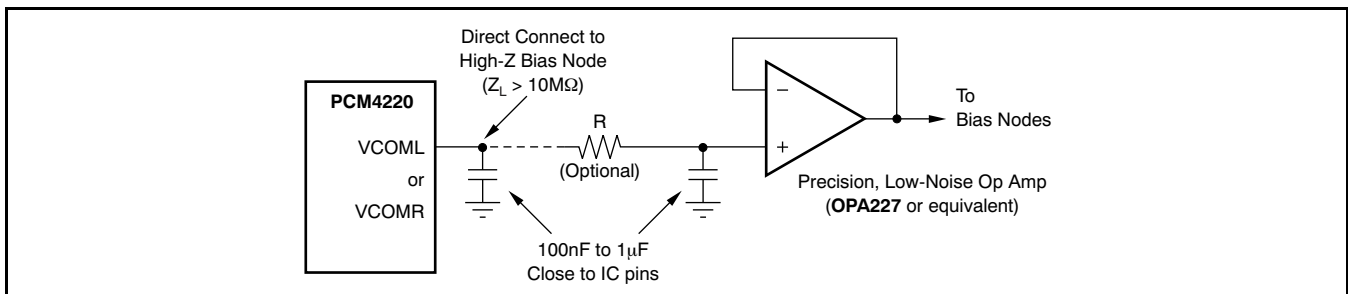 Direct Connect to
High-Z Bias Node
(Z_L > 10MΩ)
PCM4220
VCOML
or
VCOMR
R
(Optional)
100nF to 1μF
Close to IC pins
−
+
To
Bias Nodes
Precision, Low-Noise Op Amp
(OPA227 or equivalent)